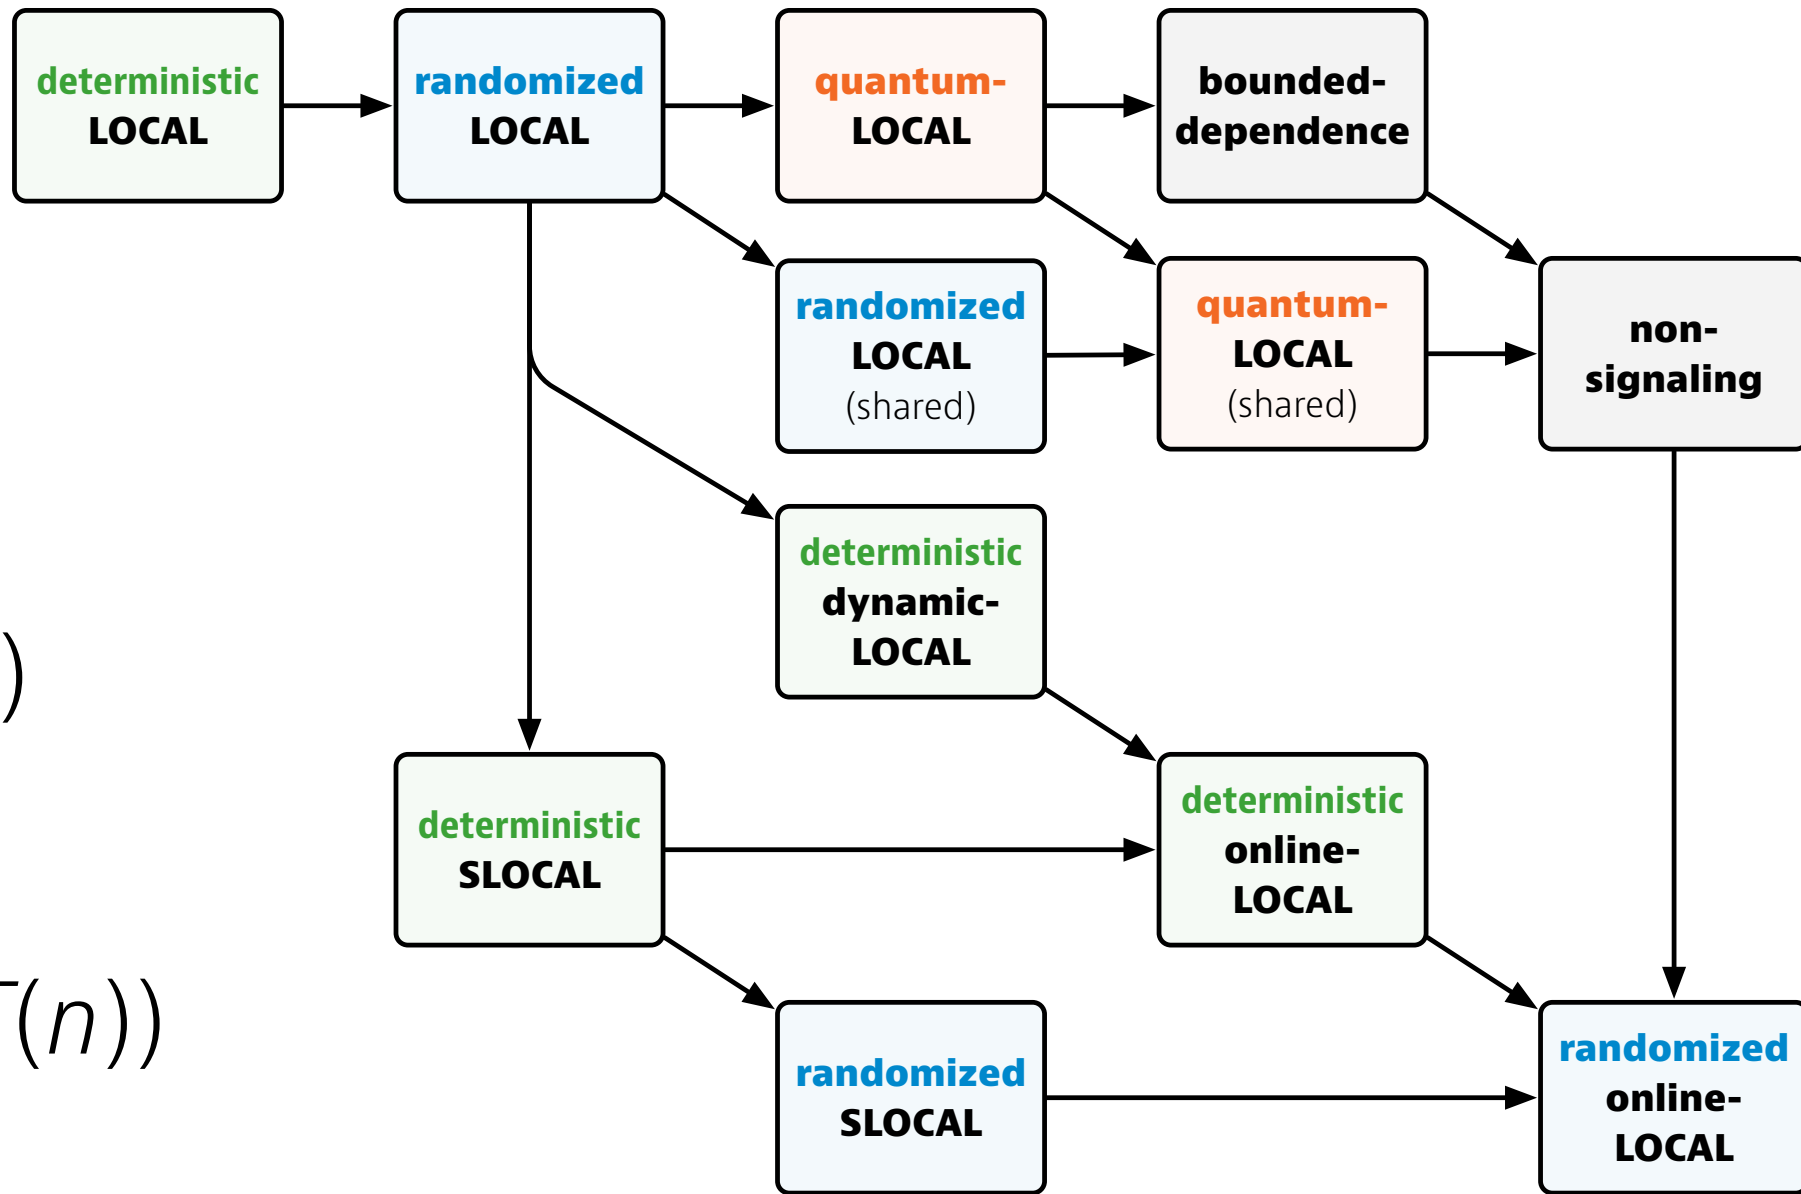 deterministic
LOCAL
randomized
LOCAL
quantum-
LOCAL
bounded-
dependence
randomized
LOCAL
(shared)
quantum-
LOCAL
(shared)
non-
signaling
deterministic
dynamic-
LOCAL
)
deterministic
SLOCAL
deterministic
online-
LOCAL
(n))
randomized
SLOCAL
randomized
online-
LOCAL